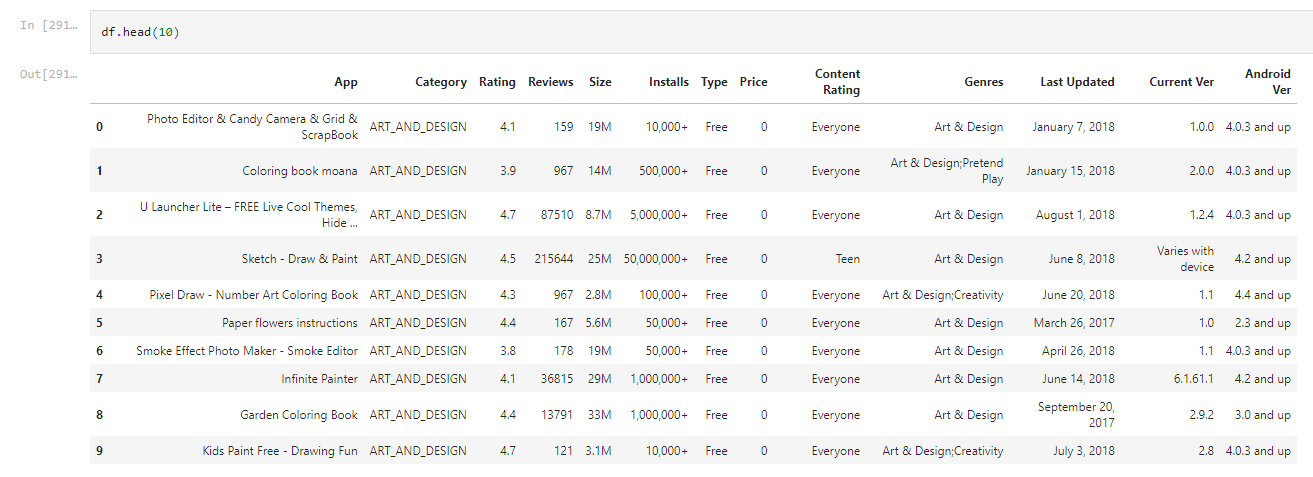 In [291…
df.head(10)
Out[291…
App Category Rating Reviews Size Installs Type Price Content Rating Genres Last Updated Current Ver Android Ver
0 Photo Editor & Candy Camera & Grid & ScrapBook ART_AND_DESIGN 4.1 159 19M 10,000+ Free 0 Everyone Art & Design January 7, 2018 1.0.0 4.0.3 and up
1 Coloring book moana ART_AND_DESIGN 3.9 967 14M 500,000+ Free 0 Everyone Art & Design;Pretend Play January 15, 2018 2.0.0 4.0.3 and up
2 U Launcher Lite – FREE Live Cool Themes, Hide ... ART_AND_DESIGN 4.7 87510 8.7M 5,000,000+ Free 0 Everyone Art & Design August 1, 2018 1.2.4 4.0.3 and up
3 Sketch - Draw & Paint ART_AND_DESIGN 4.5 215644 25M 50,000,000+ Free 0 Teen Art & Design June 8, 2018 Varies with device 4.2 and up
4 Pixel Draw - Number Art Coloring Book ART_AND_DESIGN 4.3 967 2.8M 100,000+ Free 0 Everyone Art & Design;Creativity June 20, 2018 1.1 4.4 and up
5 Paper flowers instructions ART_AND_DESIGN 4.4 167 5.6M 50,000+ Free 0 Everyone Art & Design March 26, 2017 1.0 2.3 and up
6 Smoke Effect Photo Maker - Smoke Editor ART_AND_DESIGN 3.8 178 19M 50,000+ Free 0 Everyone Art & Design April 26, 2018 1.1 4.0.3 and up
7 Infinite Painter ART_AND_DESIGN 4.1 36815 29M 1,000,000+ Free 0 Everyone Art & Design June 14, 2018 6.1.61.1 4.2 and up
8 Garden Coloring Book ART_AND_DESIGN 4.4 13791 33M 1,000,000+ Free 0 Everyone Art & Design September 20, 2017 2.9.2 3.0 and up
9 Kids Paint Free - Drawing Fun ART_AND_DESIGN 4.7 121 3.1M 10,000+ Free 0 Everyone Art & Design;Creativity July 3, 2018 2.8 4.0.3 and up